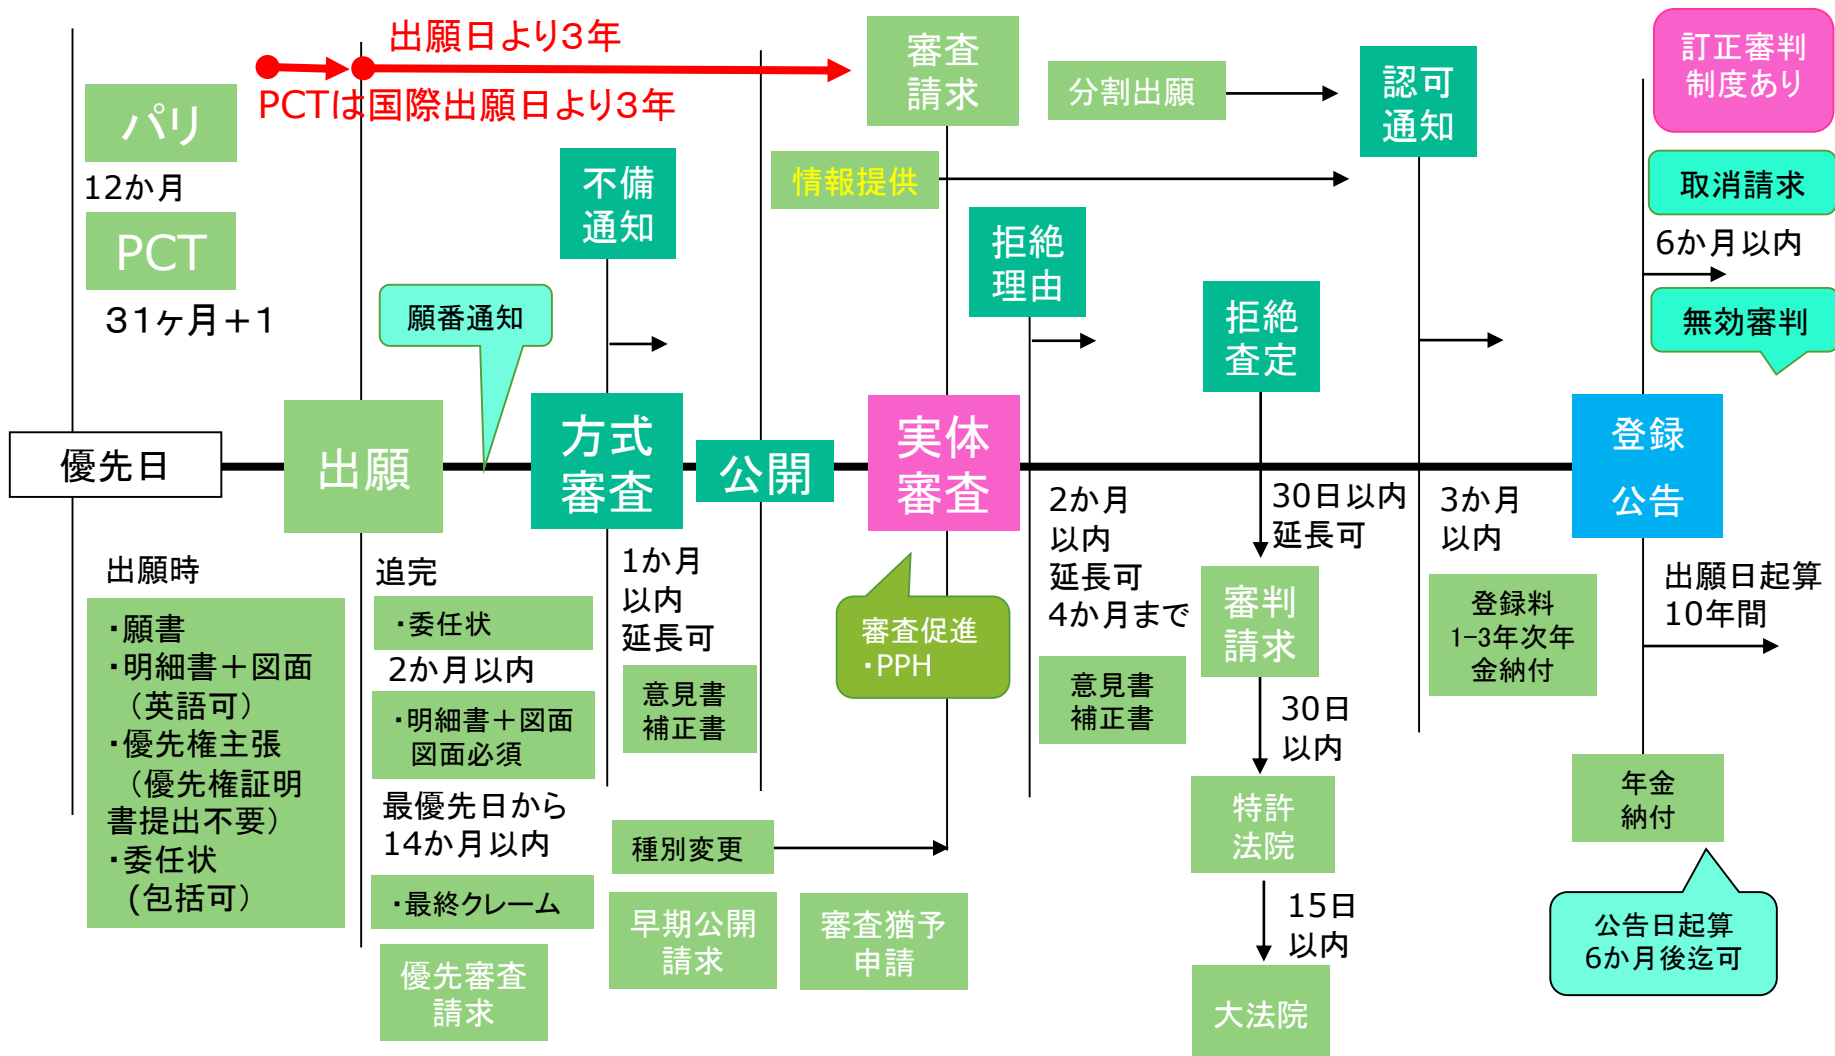 出願日より3年
PCTは国際出願日より3年
パリ
12か月
PCT
31ヶ月＋1
優先日
出願時
・願書
・明細書＋図面
（英語可）
・優先権主張
（優先権証明
書提出不要）
・委任状
（包括可）
願番通知
出願
追完
・委任状
2か月以内
・明細書＋図面
図面必須
最優先日から
14か月以内
・最終クレーム
優先審査
請求
不備
通知
方式
審査
1か月
以内
延長可
意見書
補正書
種別変更
早期公開
請求
公開
審査猶予
申請
審査
請求
情報提供
実体
審査
審査促進
・PPH
分割出願
拒絶
理由
2か月
以内
延長可
4か月まで
意見書
補正書
拒絶
査定
30日以内
延長可
審判
請求
30日
以内
特許
法院
15日
以内
大法院
認可
通知
3か月
以内
登録料
1-3年次年
金納付
訂正審判
制度あり
取消請求
6か月以内
無効審判
登録
公告
出願日起算
10年間
年金
納付
公告日起算
6か月後迄可